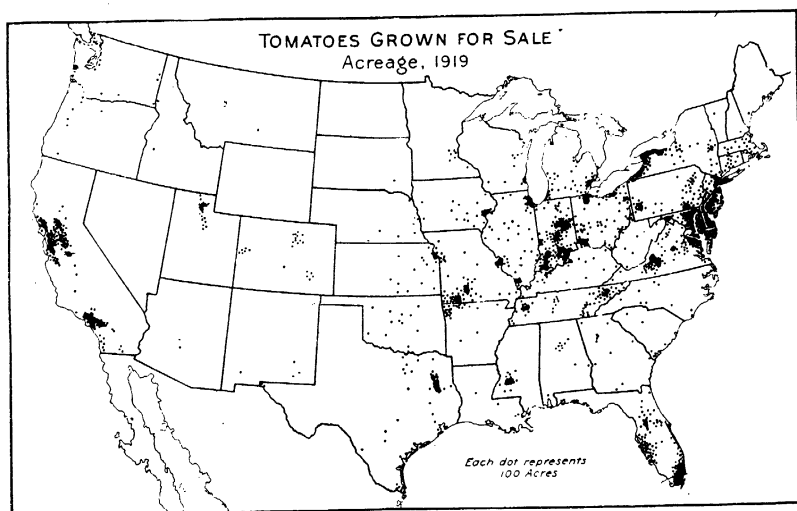 TOMATOES GROWN FOR SALE
Acreage, 1919
Each dot represents
100 Acres